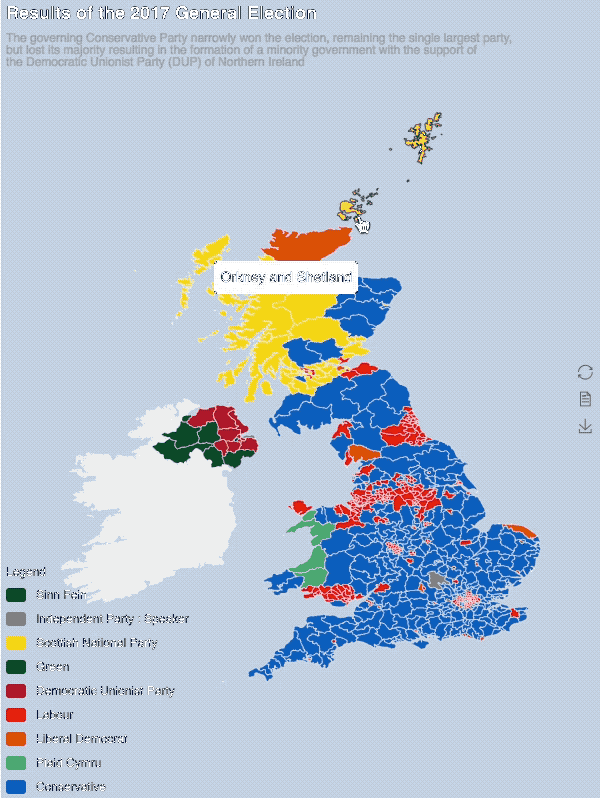 Results of the 2017 General Election
The governing Conservative Party narrowly won the election, remaining the single largest party,
but lost its majority resulting in the formation of a minority government with the support of
the Democratic Unionist Party (DUP) of Northern Ireland
Orkney and Shetland
Legend
Sinn Fein
Independent Party - Speaker
Scottish National Party
Green
Democratic Unionist Party
Labour
Liberal Democrat
Plaid Cymru
Conservative